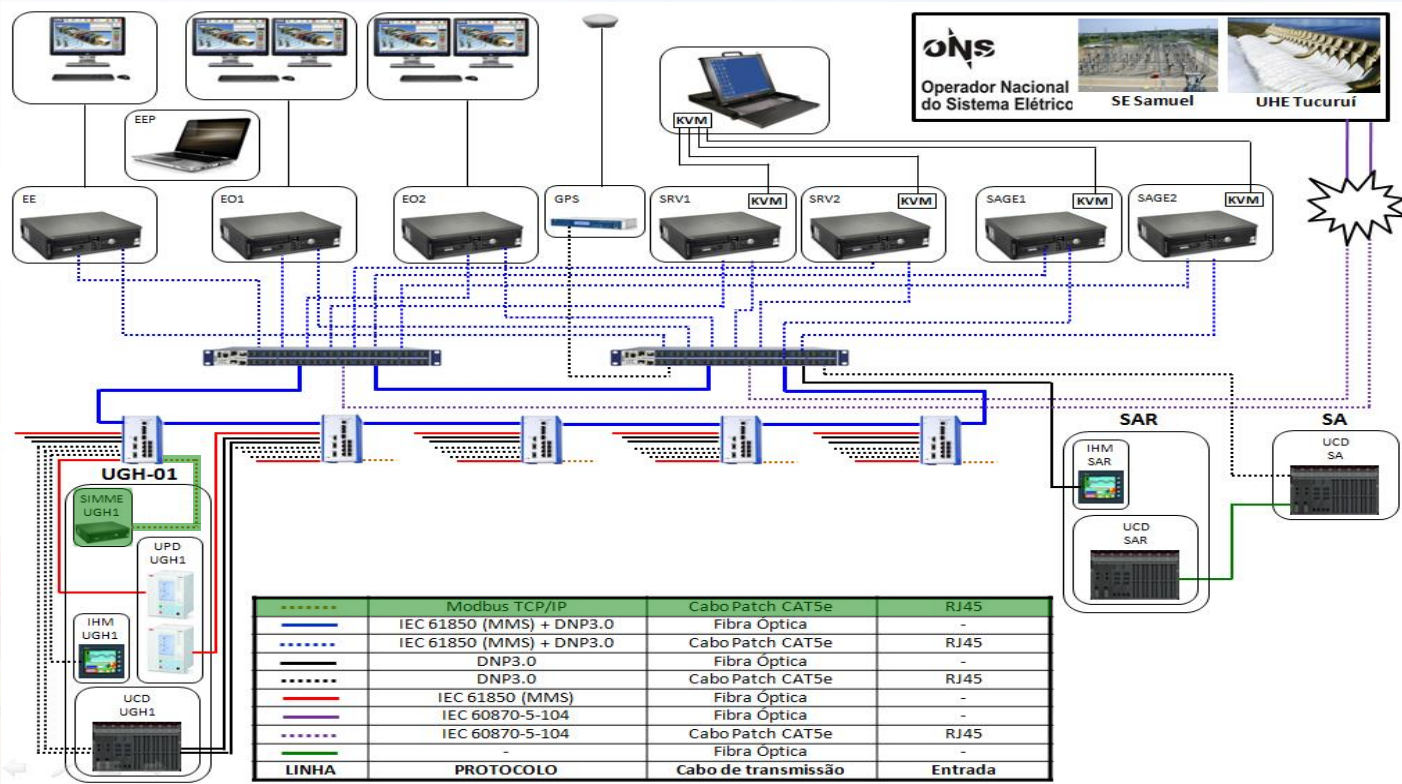 ONS
Operador Nacional
do Sistema Elétrico
SE Samuel
UHE Tucuruí
EEP
KVM
EE
EO1
EO2
GPS
SRV1
KVM
SRV2
KVM
SAGE1
KVM
SAGE2
KVM
SAR
SA
IHM
SAR
UCD
SA
UCD
SAR
UGH-01
SIMME
UGH1
UPD
UGH1
IHM
UGH1
UCD
UGH1
Modbus TCP/IP Cabo Patch CAT5e RJ45
IEC 61850 (MMS) + DNP3.0 Fibra Óptica -
IEC 61850 (MMS) + DNP3.0 Cabo Patch CAT5e RJ45
DNP3.0 Fibra Óptica -
DNP3.0 Cabo Patch CAT5e RJ45
IEC 61850 (MMS) Fibra Óptica -
IEC 60870-5-104 Fibra Óptica -
IEC 60870-5-104 Cabo Patch CAT5e RJ45
- Fibra Óptica -
LINHA PROTOCOLO Cabo de transmissão Entrada